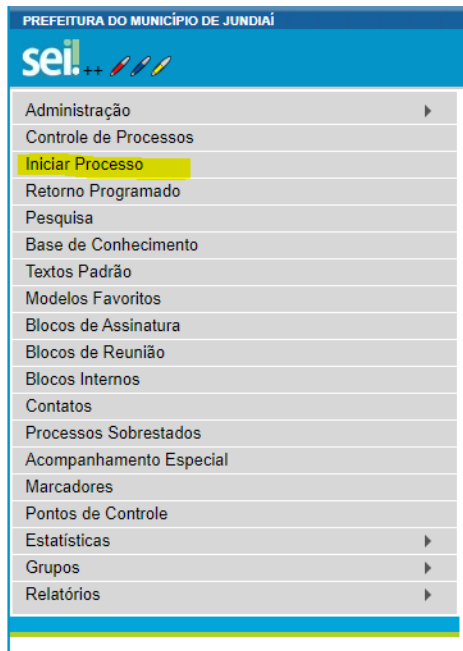 PREFEITURA DO MUNICÍPIO DE JUNDIAÍ
sei! ++
Administração
Controle de Processos
Iniciar Processo
Retorno Programado
Pesquisa
Base de Conhecimento
Textos Padrão
Modelos Favoritos
Blocos de Assinatura
Blocos de Reunião
Blocos Internos
Contatos
Processos Sobrestados
Acompanhamento Especial
Marcadores
Pontos de Controle
Estatísticas
Grupos
Relatórios